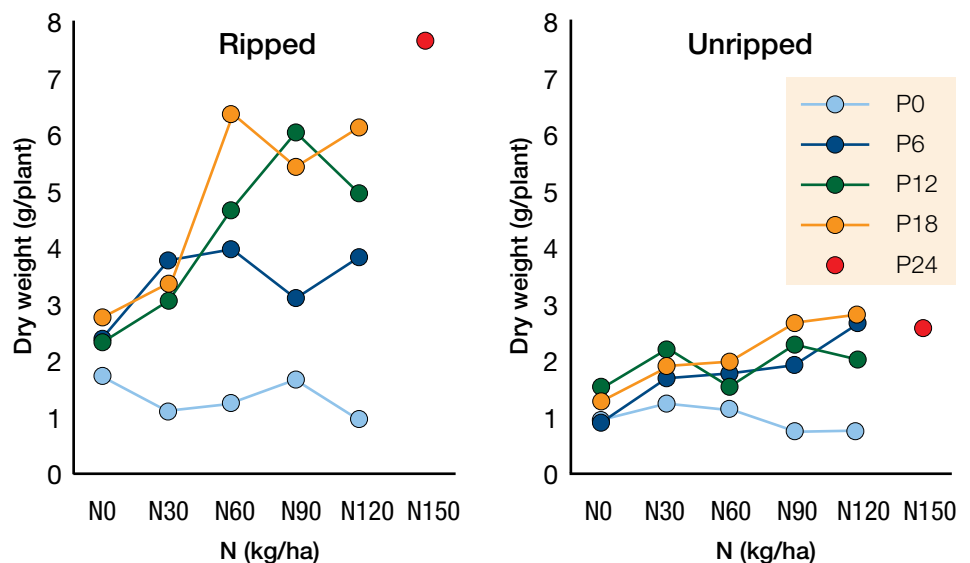 Ripped
Dry weight (g/plant)
8
7
6
5
4
3
2
1
0
N0 N30 N60 N90 N120 N150
N (kg/ha)
Unripped
Dry weight (g/plant)
8
7
6
5
4
3
2
1
0
N0 N30 N60 N90 N120 N150
N (kg/ha)
P0
P6
P12
P18
P24